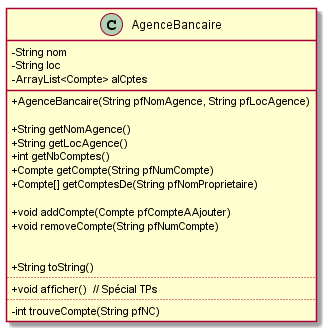 C AgenceBancaire
-String nom
-String loc
-ArrayList<Compte> alCptes
+AgenceBancaire(String pfNomAgence, String pfLocAgence)
+String getNomAgence()
+String getLocAgence()
+int getNbComptes()
+Compte getCompte(String pfNumCompte)
+Compte[] getComptesDe(String pfNomProprietaire)
+void addCompte(Compte pfCompteAAjouter)
+void removeCompte(String pfNumCompte)
+String toString()
+void afficher() // Spécial TPs
-int trouveCompte(String pfNC)